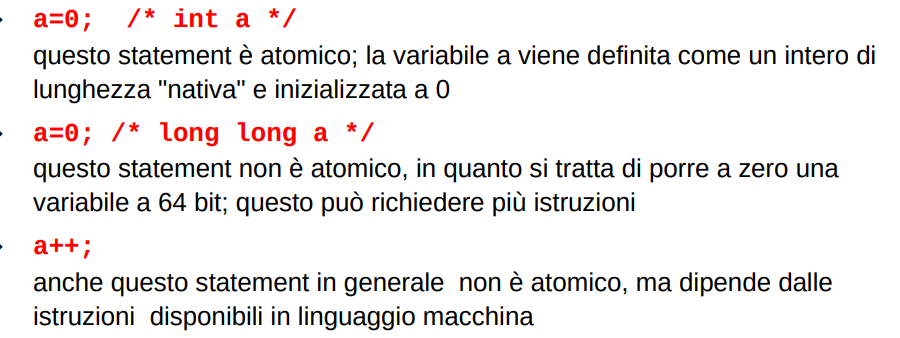 a=0;  /* int a */
questo statement è atomico; la variabile a viene definita come un intero di
lunghezza "nativa" e inizializzata a 0
a=0; /* long long a */
questo statement non è atomico, in quanto si tratta di porre a zero una
variabile a 64 bit; questo può richiedere più istruzioni
a++;
anche questo statement in generale  non è atomico, ma dipende dalle
istruzioni  disponibili in linguaggio macchina